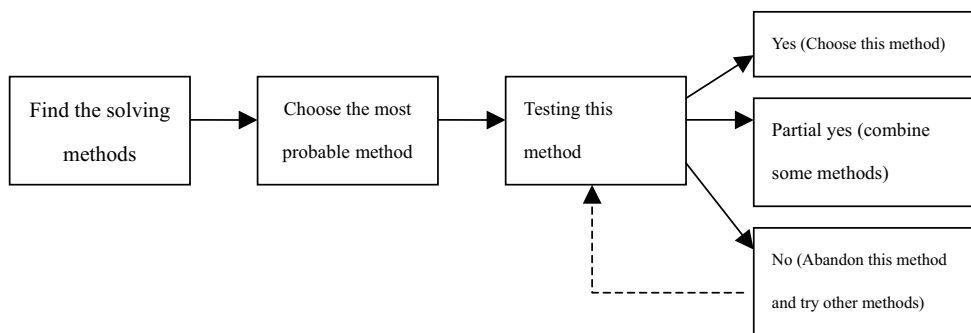 Find the solving
methods
Choose the most
probable method
Testing this
method
Yes (Choose this method)
Partial yes (combine
some methods)
No (Abandon this method
and try other methods)